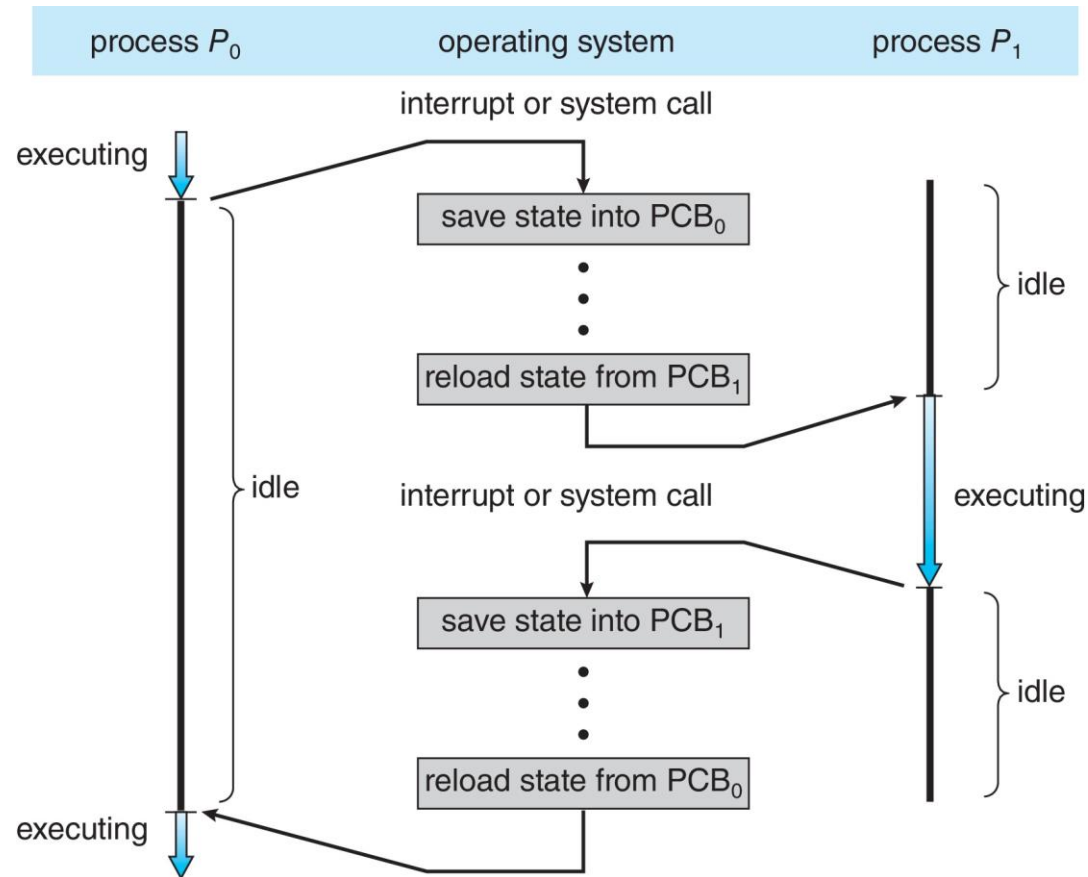 process P₀ operating system process P₁
interrupt or system call
executing
save state into PCB₀
idle
reload state from PCB₁
idle
interrupt or system call
executing
save state into PCB₁
idle
reload state from PCB₀
executing